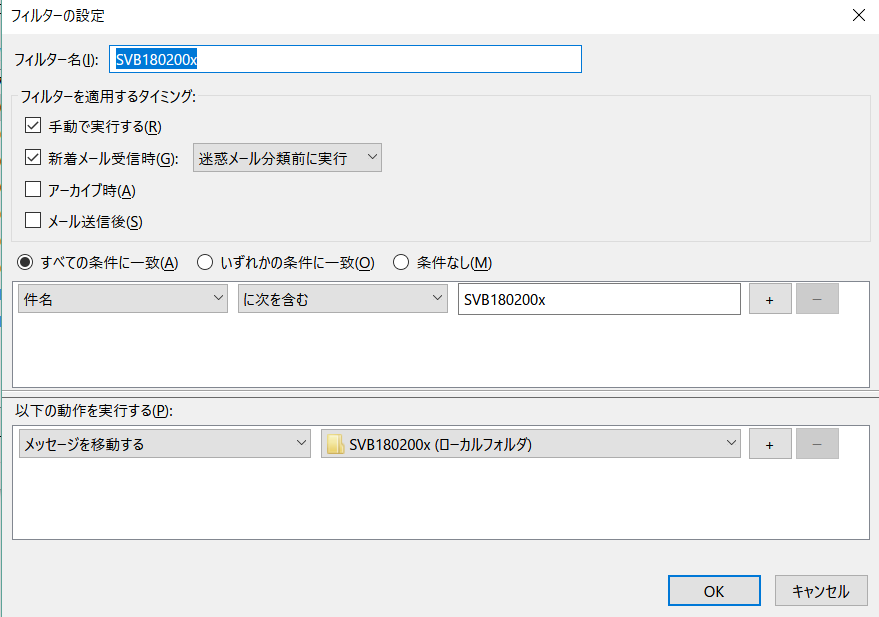 フィルターの設定
フィルター名(I): SVB180200x
フィルターを適用するタイミング:
手動で実行する(R)
新着メール受信時(G): 迷惑メール分類前に実行
アーカイブ時(A)
メール送信後(S)
すべての条件に一致(A) いずれかの条件に一致(O) 条件なし(M)
件名 に次を含む SVB180200x + −
以下の動作を実行する(P):
メッセージを移動する SVB180200x (ローカルフォルダ) + −
OK キャンセル